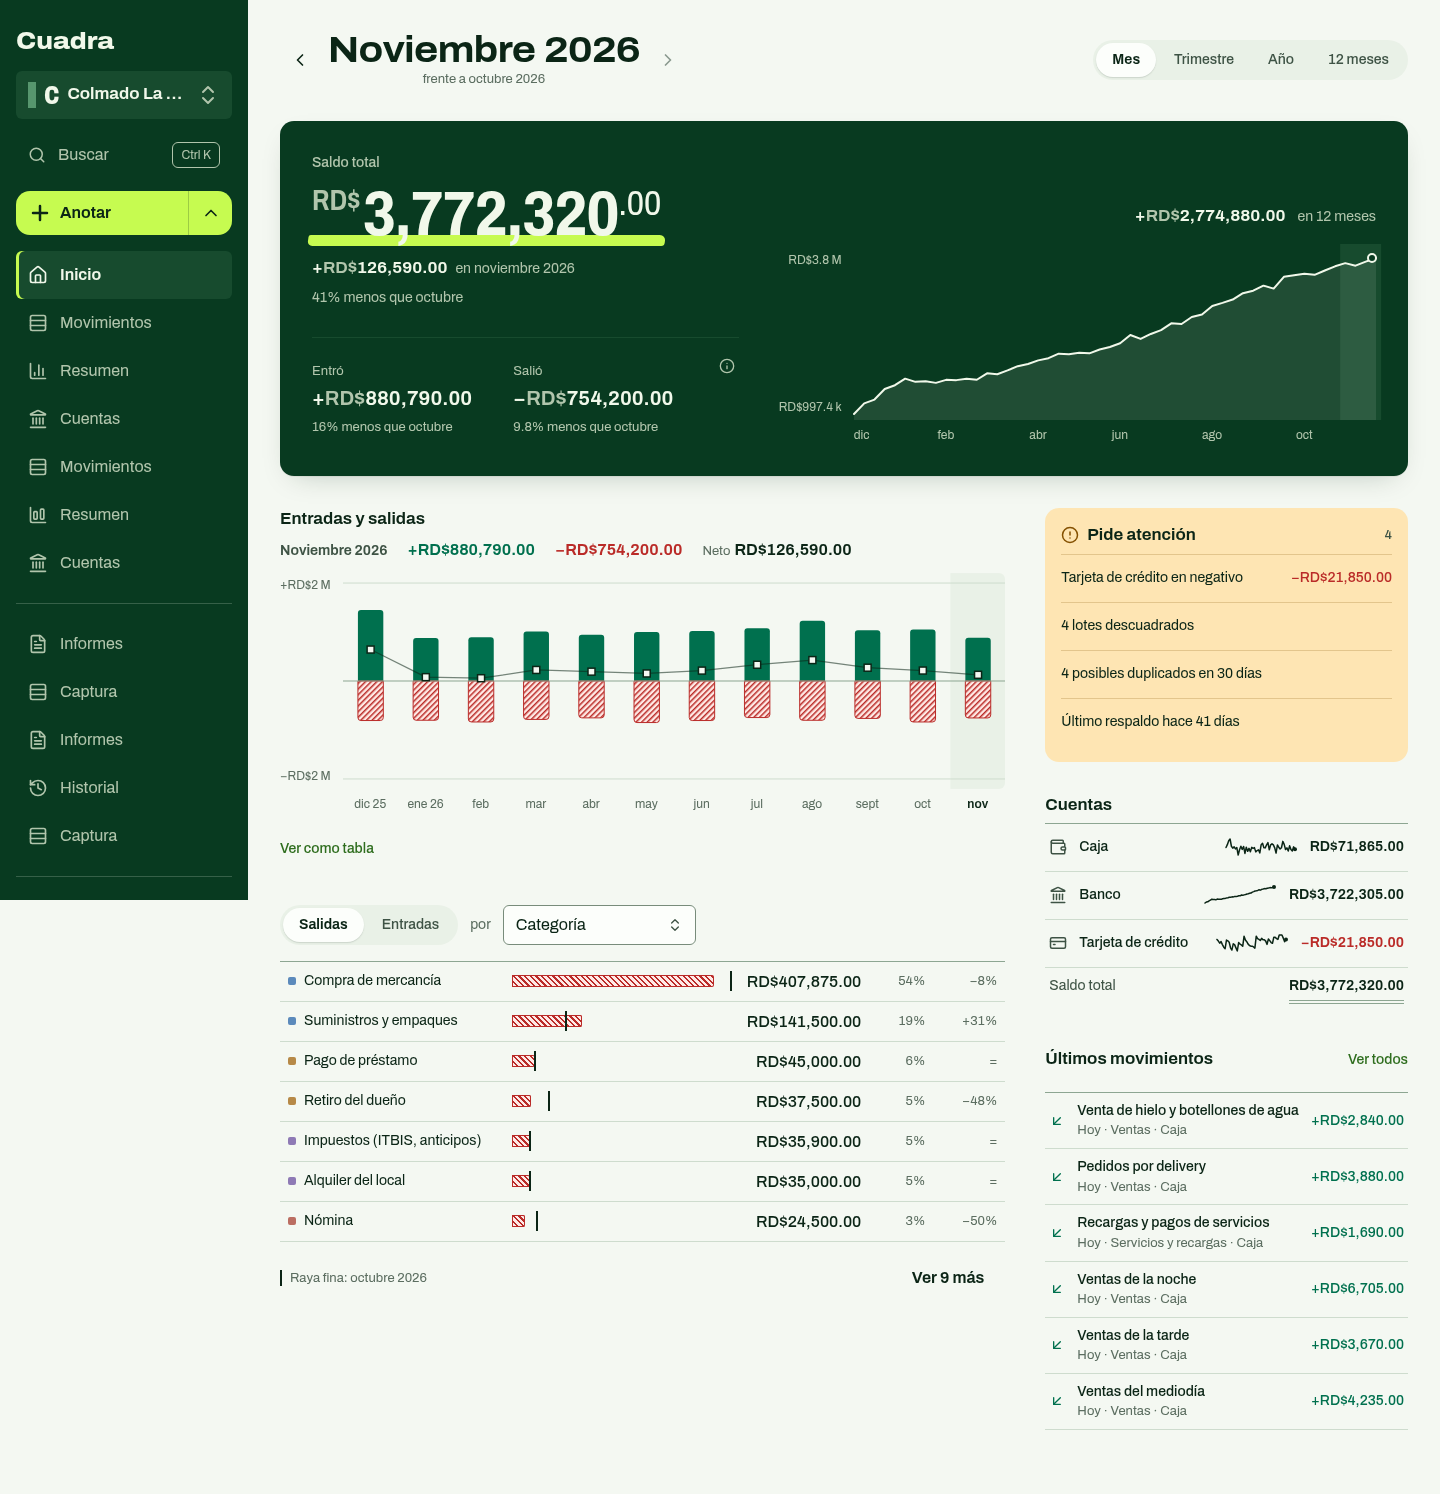 Cuadra
C Colmado La ...
Buscar Ctrl K
Anotar
Inicio
Movimientos
Resumen
Cuentas
Movimientos
Resumen
Cuentas
Informes
Captura
Informes
Historial
Captura
Noviembre 2026
frente a octubre 2026
Mes Trimestre Año 12 meses
Saldo total
RD$3,772,320.00
+RD$126,590.00 en noviembre 2026
41% menos que octubre
Entró
+RD$880,790.00
16% menos que octubre
Salió
−RD$754,200.00
9.8% menos que octubre
+RD$2,774,880.00 en 12 meses
RD$3.8 M
RD$997.4 k
dic feb abr jun ago oct
Entradas y salidas
Noviembre 2026 +RD$880,790.00 −RD$754,200.00 Neto RD$126,590.00
+RD$2 M
−RD$2 M
dic 25 ene 26 feb mar abr may jun jul ago sept oct nov
Ver como tabla
Salidas Entradas por Categoría
Compra de mercancía RD$407,875.00 54% −8%
Suministros y empaques RD$141,500.00 19% +31%
Pago de préstamo RD$45,000.00 6% =
Retiro del dueño RD$37,500.00 5% −48%
Impuestos (ITBIS, anticipos) RD$35,900.00 5% =
Alquiler del local RD$35,000.00 5% =
Nómina RD$24,500.00 3% −50%
Raya fina: octubre 2026 Ver 9 más
Pide atención 4
Tarjeta de crédito en negativo −RD$21,850.00
4 lotes descuadrados
4 posibles duplicados en 30 días
Último respaldo hace 41 días
Cuentas
Caja RD$71,865.00
Banco RD$3,722,305.00
Tarjeta de crédito −RD$21,850.00
Saldo total RD$3,772,320.00
Últimos movimientos Ver todos
Venta de hielo y botellones de agua +RD$2,840.00
Hoy · Ventas · Caja
Pedidos por delivery +RD$3,880.00
Hoy · Ventas · Caja
Recargas y pagos de servicios +RD$1,690.00
Hoy · Servicios y recargas · Caja
Ventas de la noche +RD$6,705.00
Hoy · Ventas · Caja
Ventas de la tarde +RD$3,670.00
Hoy · Ventas · Caja
Ventas del mediodía +RD$4,235.00
Hoy · Ventas · Caja